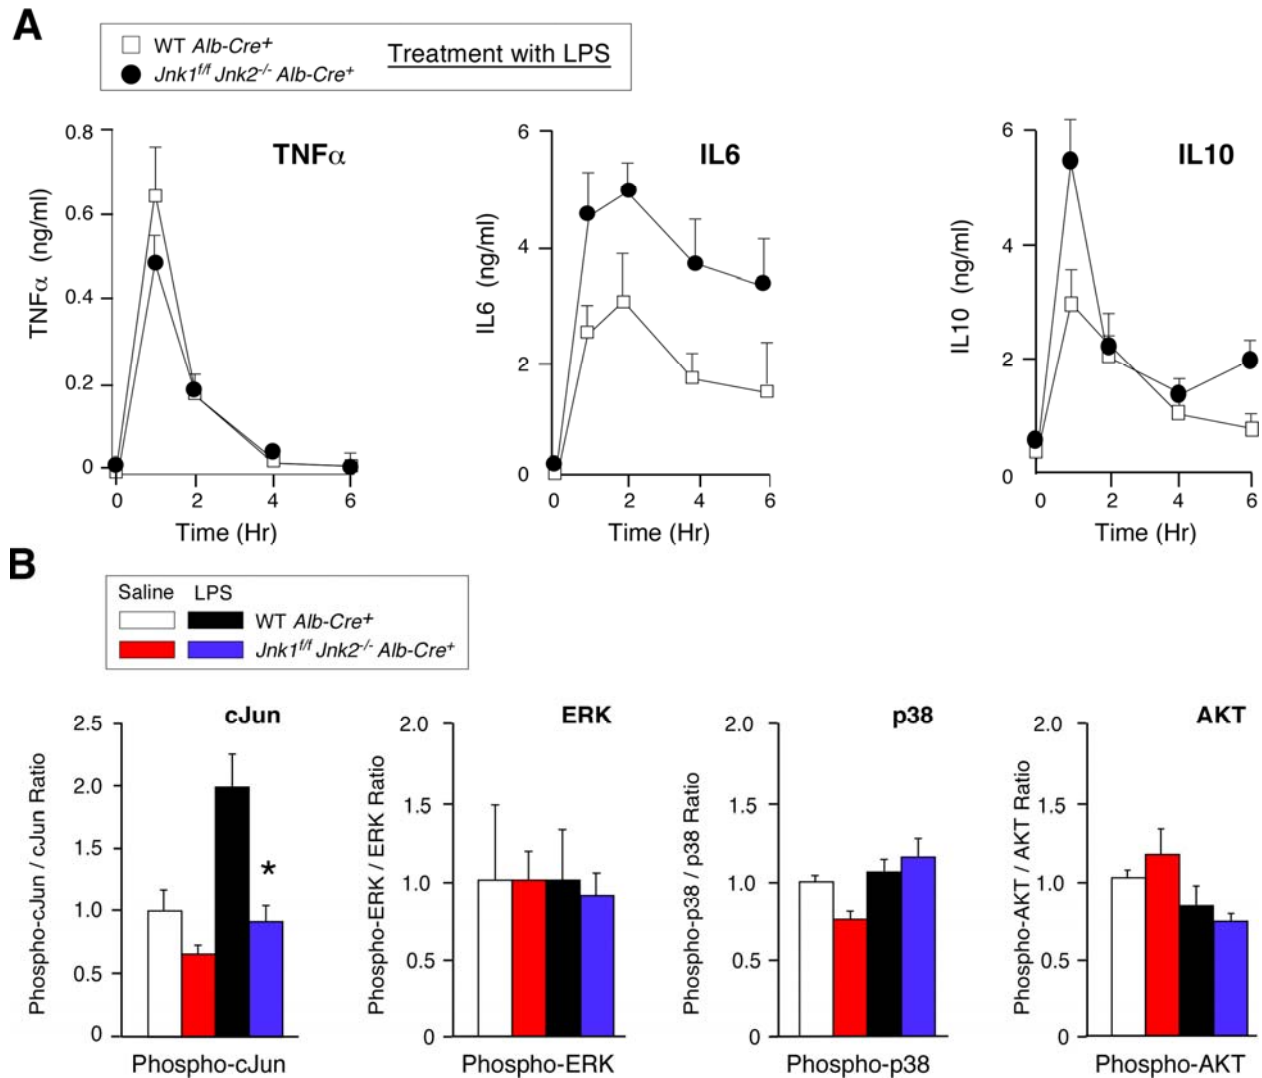 A
WT Alb-Cre+
Jnk1f/f Jnk2-/- Alb-Cre+
Treatment with LPS
TNFα
TNFα (ng/ml)
0.8
0.6
0.4
0.2
0
0 2 4 6
Time (Hr)
IL6
IL6 (ng/ml)
6
4
2
0
0 2 4 6
Time (Hr)
IL10
IL10 (ng/ml)
6
4
2
0
0 2 4 6
Time (Hr)
B
Saline LPS
WT Alb-Cre+
Jnk1f/f Jnk2-/- Alb-Cre+
cJun
Phospho-cJun / cJun Ratio
2.5
2.0
1.5
1.0
0.5
0
*
Phospho-cJun
ERK
Phospho-ERK / ERK Ratio
2.0
1.5
1.0
0.5
0
Phospho-ERK
p38
Phospho-p38 / p38 Ratio
2.0
1.5
1.0
0.5
0
Phospho-p38
AKT
Phospho-AKT / AKT Ratio
2.0
1.5
1.0
0.5
0
Phospho-AKT